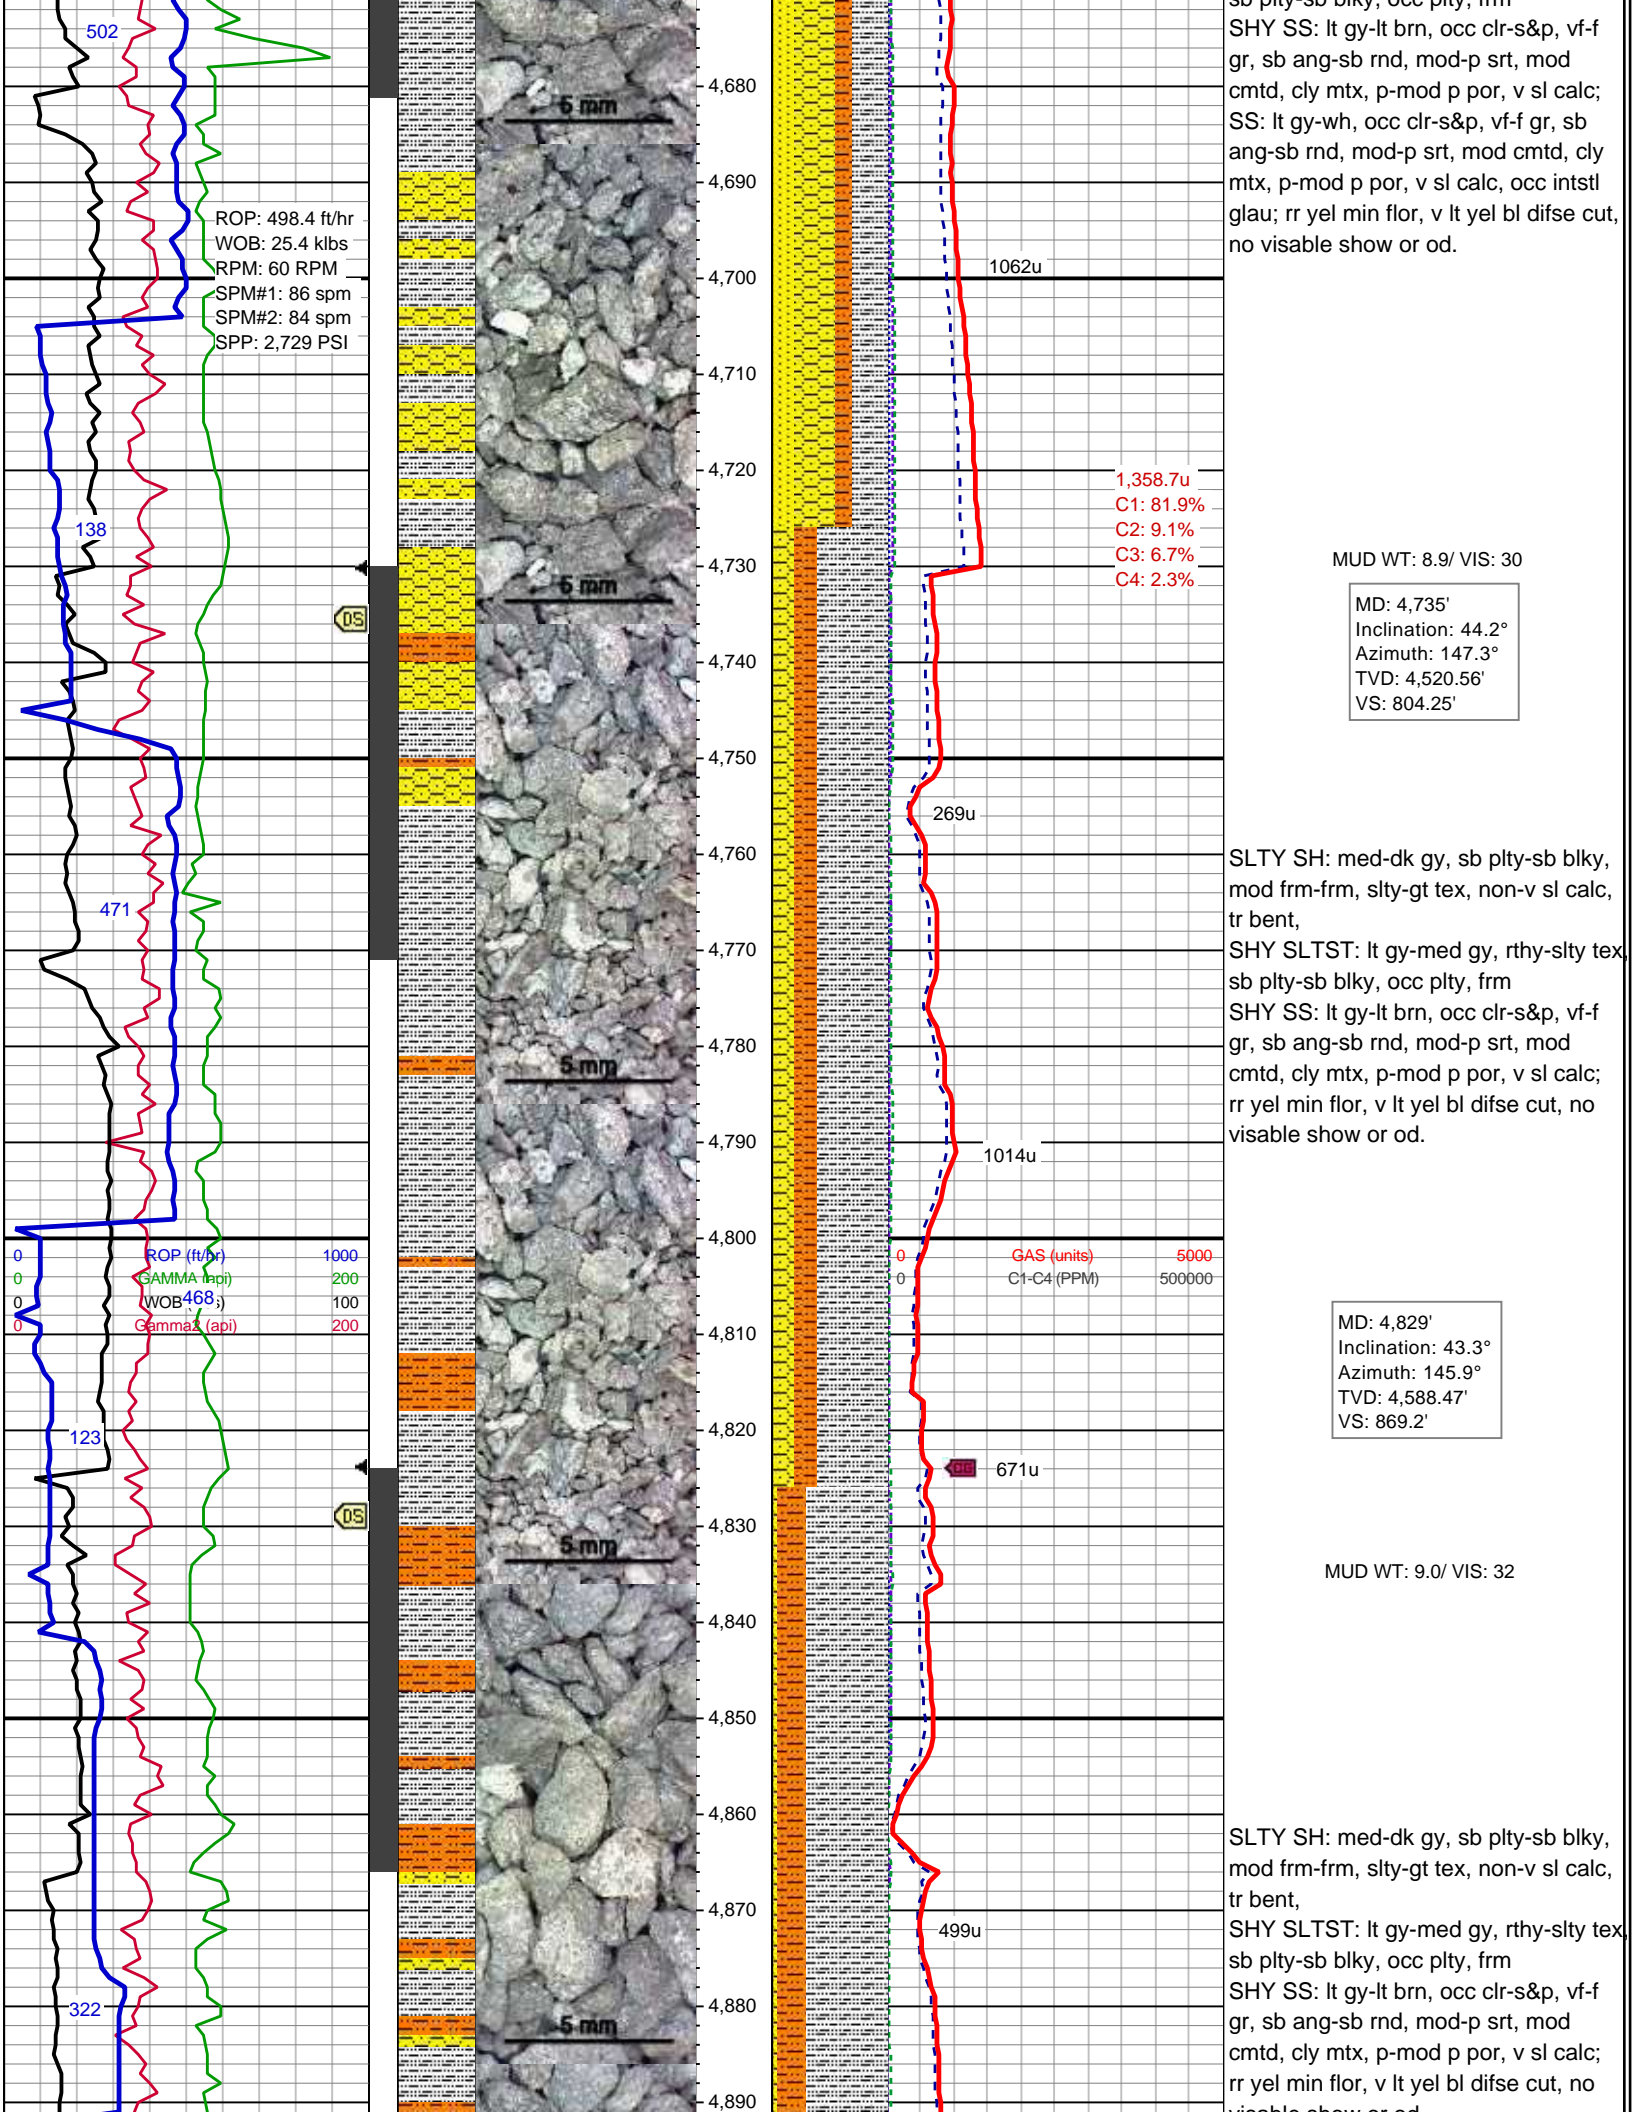 sb plty-sb blky, occ plty, frm
SHY SS: lt gy-lt brn, occ clr-s&p, vf-f
gr, sb ang-sb rnd, mod-p srt, mod
cmtd, cly mtx, p-mod p por, v sl calc;
SS: lt gy-wh, occ clr-s&p, vf-f gr, sb
ang-sb rnd, mod-p srt, mod cmtd, cly
mtx, p-mod p por, v sl calc, occ intstl
glau; rr yel min flor, v lt yel bl difse cut,
no visable show or od.
502
ROP: 498.4 ft/hr
WOB: 25.4 klbs
RPM: 60 RPM
SPM#1: 86 spm
SPM#2: 84 spm
SPP: 2,729 PSI
138
DS
471
0 ROP (ft/hr) 1000
0 GAMMA (api) 200
0 WOB 100
468
0 Gamma2 (api) 200
123
DS
322
5 mm
5 mm
5 mm
5 mm
5 mm
4,680
4,690
4,700
4,710
4,720
4,730
4,740
4,750
4,760
4,770
4,780
4,790
4,800
4,810
4,820
4,830
4,840
4,850
4,860
4,870
4,880
4,890
1062u
1,358.7u
C1: 81.9%
C2: 9.1%
C3: 6.7%
C4: 2.3%
269u
1014u
0 GAS (units) 5000
0 C1-C4 (PPM) 500000
CG 671u
499u
MUD WT: 8.9/ VIS: 30
MD: 4,735'
Inclination: 44.2°
Azimuth: 147.3°
TVD: 4,520.56'
VS: 804.25'
SLTY SH: med-dk gy, sb plty-sb blky,
mod frm-frm, slty-gt tex, non-v sl calc,
tr bent,
SHY SLTST: lt gy-med gy, rthy-slty tex,
sb plty-sb blky, occ plty, frm
SHY SS: lt gy-lt brn, occ clr-s&p, vf-f
gr, sb ang-sb rnd, mod-p srt, mod
cmtd, cly mtx, p-mod p por, v sl calc;
rr yel min flor, v lt yel bl difse cut, no
visable show or od.
MD: 4,829'
Inclination: 43.3°
Azimuth: 145.9°
TVD: 4,588.47'
VS: 869.2'
MUD WT: 9.0/ VIS: 32
SLTY SH: med-dk gy, sb plty-sb blky,
mod frm-frm, slty-gt tex, non-v sl calc,
tr bent,
SHY SLTST: lt gy-med gy, rthy-slty tex,
sb plty-sb blky, occ plty, frm
SHY SS: lt gy-lt brn, occ clr-s&p, vf-f
gr, sb ang-sb rnd, mod-p srt, mod
cmtd, cly mtx, p-mod p por, v sl calc;
rr yel min flor, v lt yel bl difse cut, no
visable show or od.